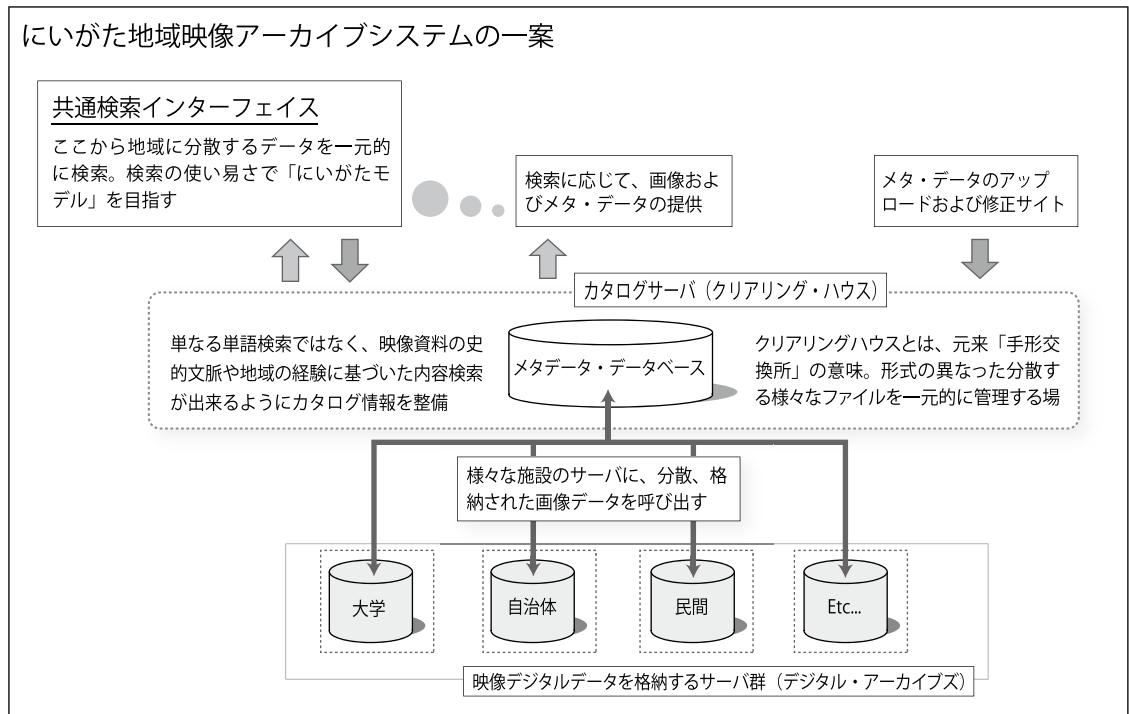 にいがた地域映像アーカイブシステムの一案
共通検索インターフェイス
ここから地域に分散するデータを一元的
に検索。検索の使い易さで「にいがたモ
デル」を目指す
検索に応じて、画像およ
びメタ・データの提供
メタ・データのアップ
ロードおよび修正サイト
カタログサーバ（クリアリング・ハウス）
単なる単語検索ではなく、映像資料の史
的文脈や地域の経験に基づいた内容検索
が出来るようにカタログ情報を整備
メタデータ・データベース
クリアリングハウスとは、元来「手形交
換所」の意味。形式の異なった分散す
る様々なファイルを一元的に管理する場
様々な施設のサーバに、分散、格
納された画像データを呼び出す
大学
自治体
民間
Etc...
映像デジタルデータを格納するサーバ群（デジタル・アーカイブズ）